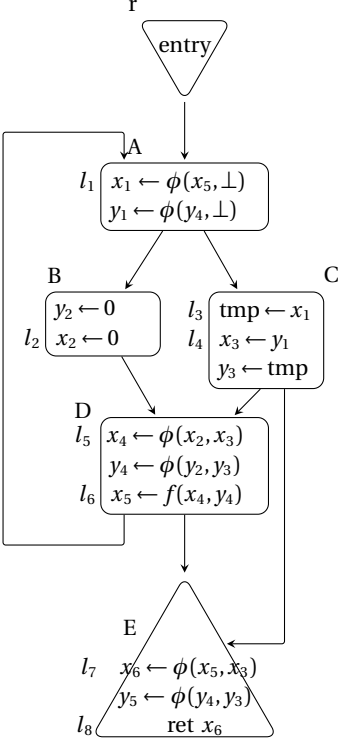 r
entry
A
l₁ x₁ ← ϕ(x₅,⊥)
y₁ ← ϕ(y₄,⊥)
B
y₂ ← 0
l₂ x₂ ← 0
C
l₃ tmp ← x₁
l₄ x₃ ← y₁
y₃ ← tmp
D
l₅ x₄ ← ϕ(x₂, x₃)
y₄ ← ϕ(y₂, y₃)
l₆ x₅ ← f(x₄, y₄)
E
l₇ x₆ ← ϕ(x₅, x₃)
y₅ ← ϕ(y₄, y₃)
l₈ ret x₆